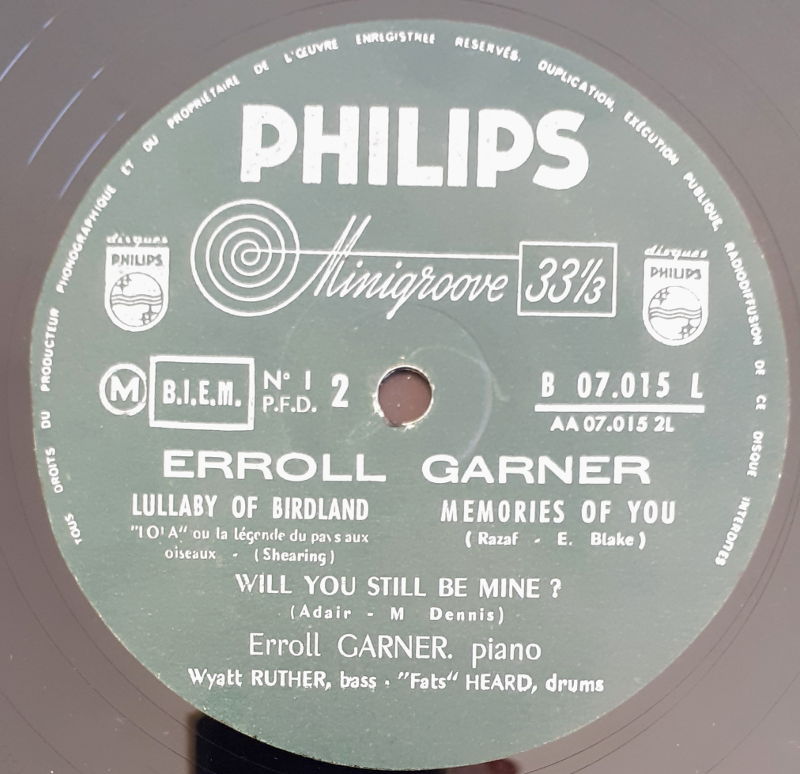 TOUS DROITS DU PRODUCTEUR PHONOGRAPHIQUE ET DU PROPRIÉTAIRE DE L'ŒUVRE ENREGISTRÉE RÉSERVÉS. DUPLICATION, EXÉCUTION PUBLIQUE, RADIODIFFUSION DE CE DISQUE INTERDITES
PHILIPS
Minigroove 33⅓
disques
PHILIPS
disques
PHILIPS
M B.I.E.M. N° 1 2
P.F.D.
B 07.015 L
AA 07.015 2L
ERROLL GARNER
LULLABY OF BIRDLAND
"LOLA" ou la légende du pays aux
oiseaux - (Shearing)
MEMORIES OF YOU
(Razaf - E. Blake)
WILL YOU STILL BE MINE ?
(Adair - M Dennis)
Erroll GARNER. piano
Wyatt RUTHER, bass - "Fats" HEARD, drums